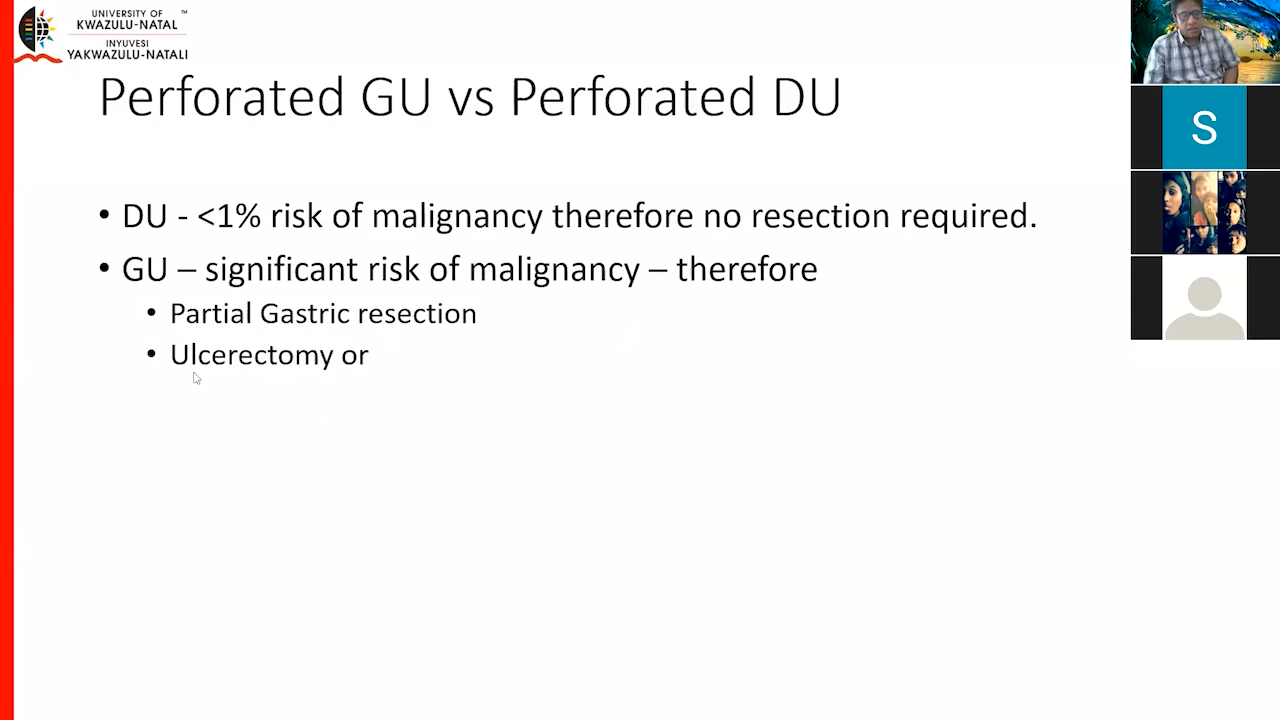 UNIVERSITY OF ™
KWAZULU-NATAL
INYUVESI
YAKWAZULU-NATALI
Perforated GU vs Perforated DU
• DU - <1% risk of malignancy therefore no resection required.
• GU – significant risk of malignancy – therefore
• Partial Gastric resection
• Ulcerectomy or
S